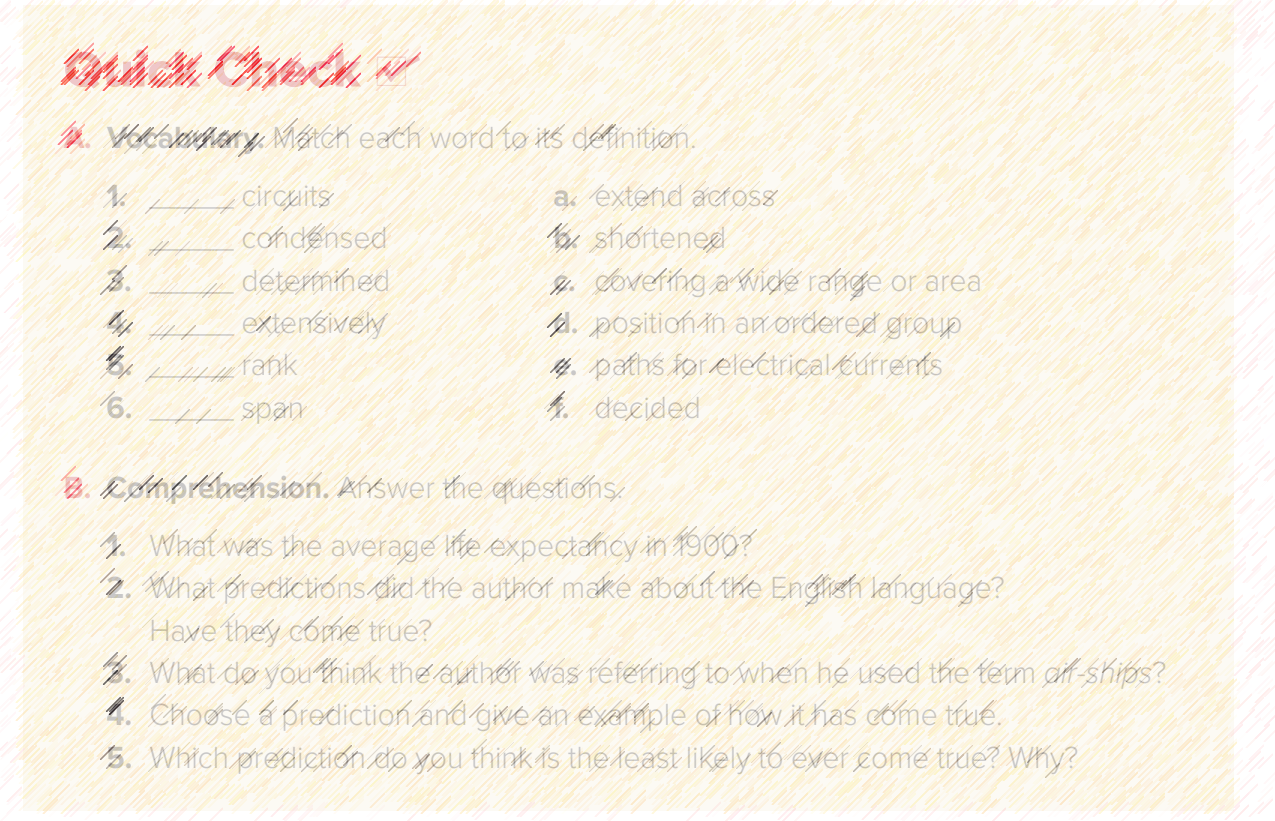 Quick Check
A. Vocabulary. Match each word to its definition.
1. _____ circuits a. extend across
2. _____ condensed b. shortened
3. _____ determined c. covering a wide range or area
4. _____ extensively d. position in an ordered group
5. _____ rank e. paths for electrical currents
6. _____ span f. decided
B. Comprehension. Answer the questions.
1. What was the average life expectancy in 1900?
2. What predictions did the author make about the English language?
Have they come true?
3. What do you think the author was referring to when he used the term air-ships?
4. Choose a prediction and give an example of how it has come true.
5. Which prediction do you think is the least likely to ever come true? Why?